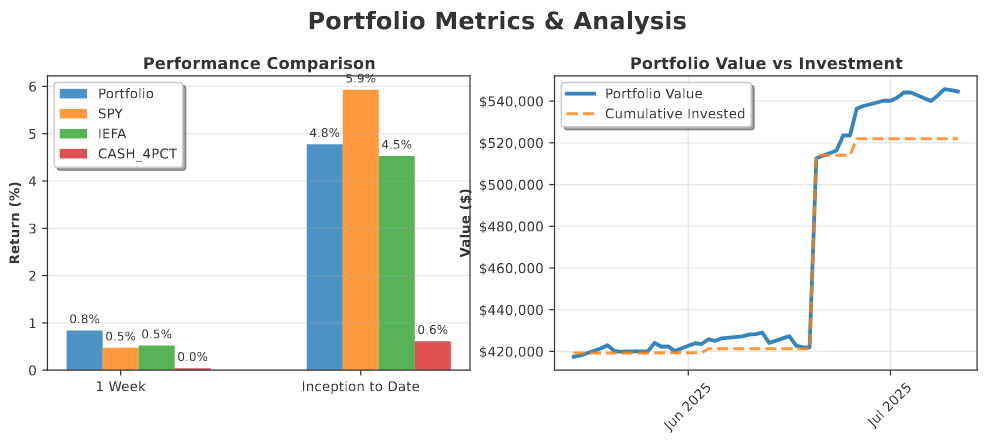 Portfolio Metrics & Analysis
Performance Comparison
Return (%)
6
5
4
3
2
1
0
Portfolio
SPY
IEFA
CASH_4PCT
0.8%
0.5%
0.5%
0.0%
4.8%
5.9%
4.5%
0.6%
1 Week
Inception to Date
Portfolio Value vs Investment
Value ($)
$540,000
$520,000
$500,000
$480,000
$460,000
$440,000
$420,000
Portfolio Value
Cumulative Invested
Jun 2025
Jul 2025